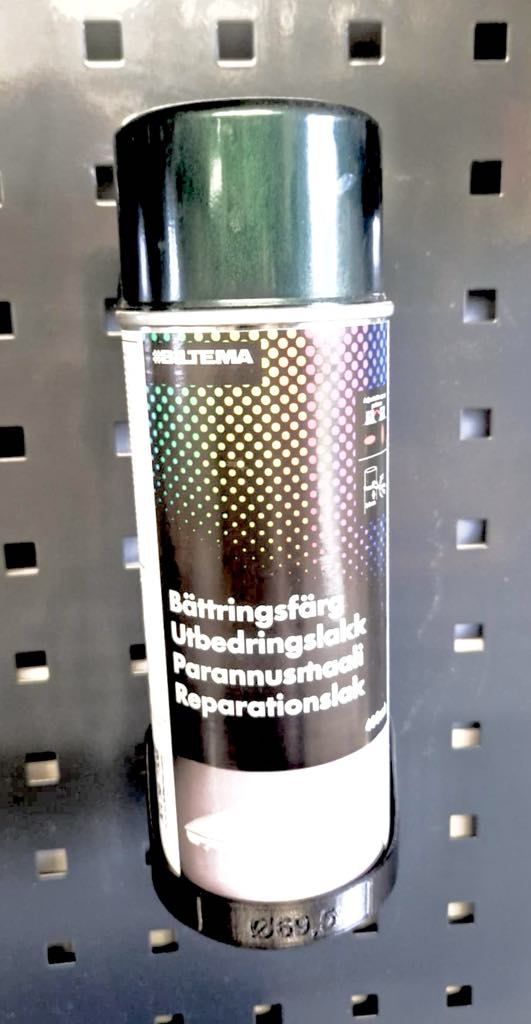 #BILTEMA
Bättringsfärg
Utbedringslakk
Parannusmaali
Reparationslak
Ø69,5